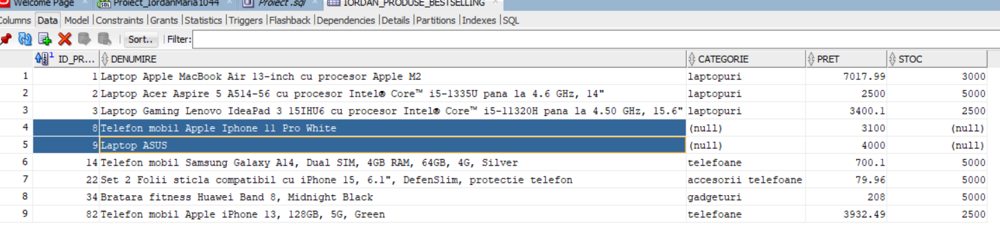 Welcome Page × Proiect_IordanMaria1044 × Proiect .sql × IORDAN_PRODUSE_BESTSELLING ×
Columns Data Model Constraints Grants Statistics Triggers Flashback Dependencies Details Partitions Indexes SQL
Sort.. Filter:
ID_PR... DENUMIRE CATEGORIE PRET STOC
1 1 Laptop Apple MacBook Air 13-inch cu procesor Apple M2 laptopuri 7017.99 3000
2 2 Laptop Acer Aspire 5 A514-56 cu procesor Intel® Core™ i5-1335U pana la 4.6 GHz, 14" laptopuri 2500 5000
3 3 Laptop Gaming Lenovo IdeaPad 3 15IHU6 cu procesor Intel® Core™ i5-11320H pana la 4.50 GHz, 15.6" laptopuri 3400.1 2500
4 8 Telefon mobil Apple Iphone 11 Pro White (null) 3100 (null)
5 9 Laptop ASUS (null) 4000 (null)
6 14 Telefon mobil Samsung Galaxy A14, Dual SIM, 4GB RAM, 64GB, 4G, Silver telefoane 700.1 5000
7 22 Set 2 Folii sticla compatibil cu iPhone 15, 6.1", DefenSlim, protectie telefon accesorii telefoane 79.96 5000
8 34 Bratara fitness Huawei Band 8, Midnight Black gadgeturi 208 5000
9 82 Telefon mobil Apple iPhone 13, 128GB, 5G, Green telefoane 3932.49 2500